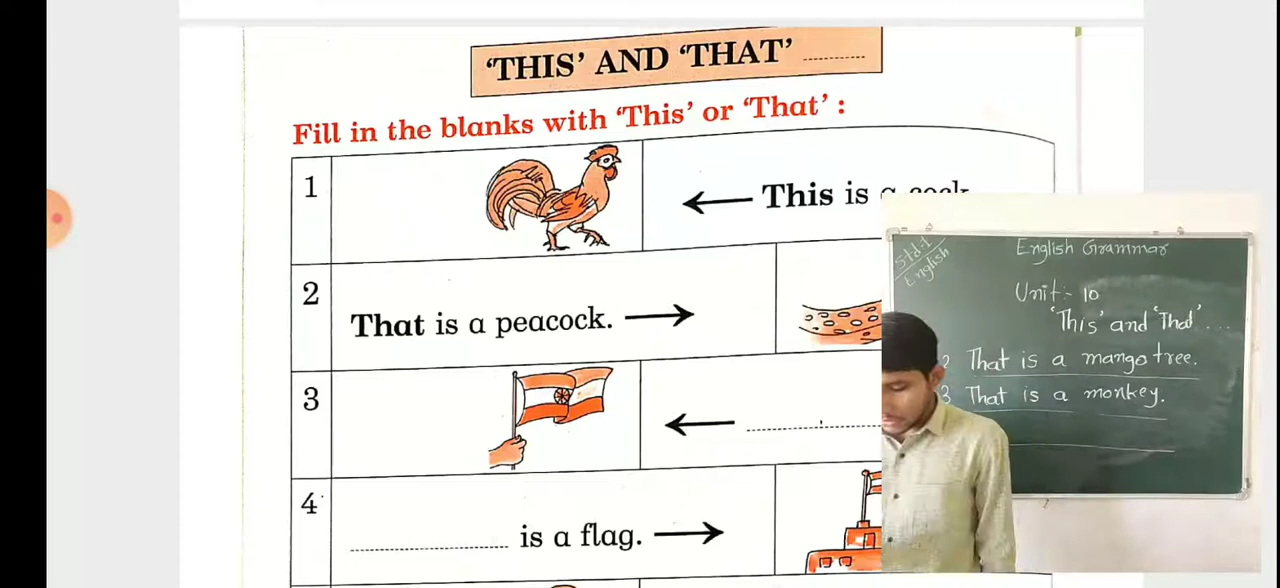 ‘THIS’ AND ‘THAT’ ............
Fill in the blanks with ‘This’ or ‘That’ :
1
← This is a cock
2
That is a peacock. →
3
← ............
4
............ is a flag. →
Std-1
English
English Grammar
Unit:- 10
‘This’ and ‘That’ ...
2 That is a mango tree.
3 That is a monkey.